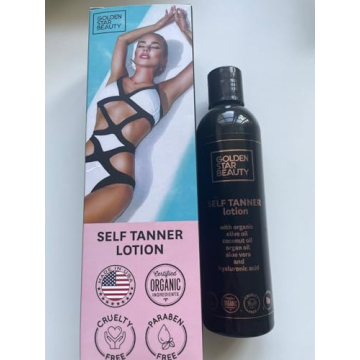 GOLDEN
STAR
BEAUTY
SELF TANNER
LOTION
MADE IN USA
Certified
ORGANIC
INGREDIENTS
CRUELTY
FREE
PARABEN
FREE
GOLDEN
STAR
BEAUTY
SELF TANNER
lotion
with organic
olive oil
coconut oil
argan oil
aloe vera
and
hyaluronic acid